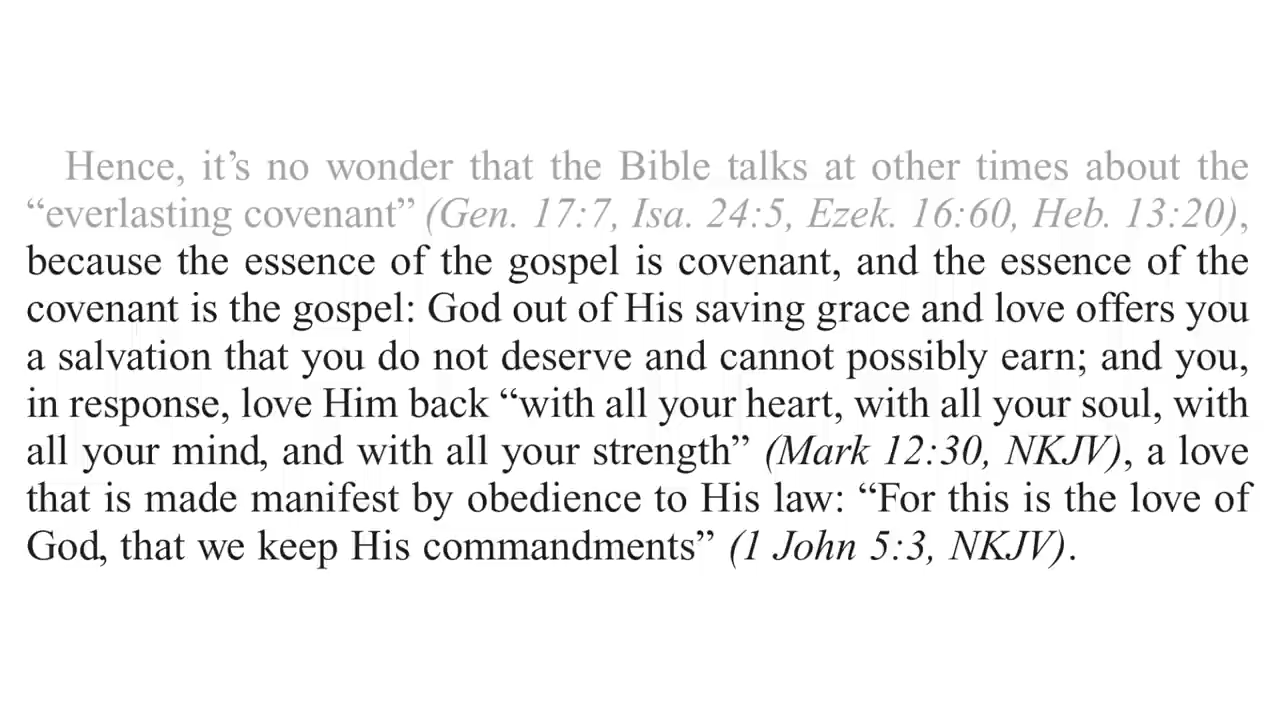 Hence, it’s no wonder that the Bible talks at other times about the
“everlasting covenant” (Gen. 17:7, Isa. 24:5, Ezek. 16:60, Heb. 13:20),
because the essence of the gospel is covenant, and the essence of the
covenant is the gospel: God out of His saving grace and love offers you
a salvation that you do not deserve and cannot possibly earn; and you,
in response, love Him back “with all your heart, with all your soul, with
all your mind, and with all your strength” (Mark 12:30, NKJV), a love
that is made manifest by obedience to His law: “For this is the love of
God, that we keep His commandments” (1 John 5:3, NKJV).